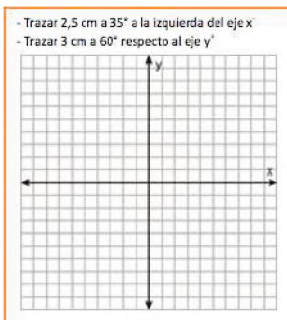 - Trazar 2,5 cm a 35° a la izquierda del eje x
- Trazar 3 cm a 60° respecto al eje y
y
x